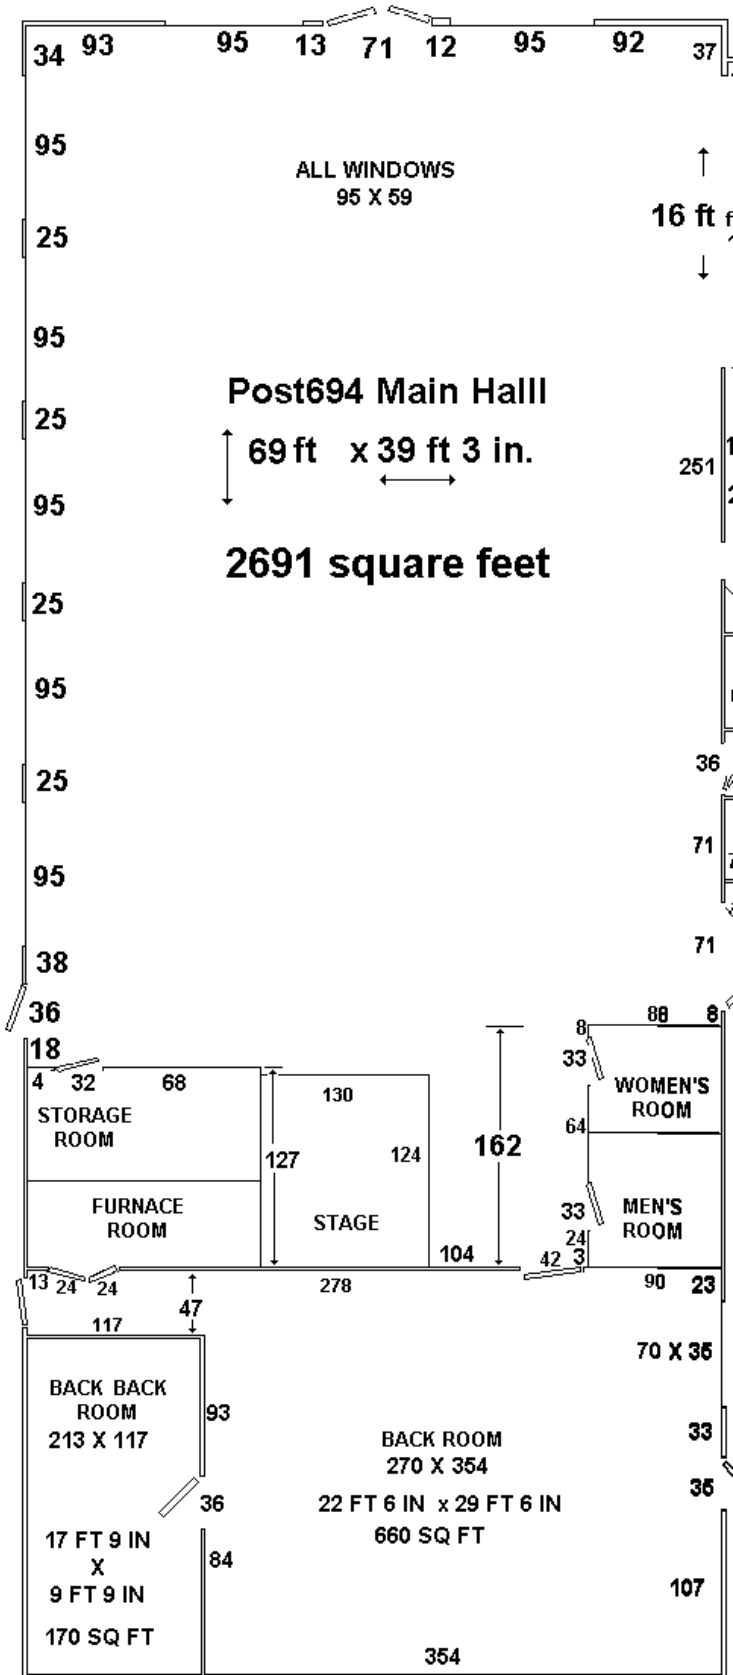 34 93 95 13 71 12 95 92 37
95
ALL WINDOWS
95 X 59
16 ft
25
95
Post694 Main Halll
25
69 ft x 39 ft 3 in.
251
95
2691 square feet
25
95
36
25
71
95
71
38
36
88 8
8
18
33
4 32 68
130
WOMEN'S
ROOM
STORAGE
ROOM
64
162
127
124
FURNACE
ROOM
STAGE
33
MEN'S
ROOM
24
104
42 3
13 24 24
278
90 23
47
117
70 X 35
BACK BACK
ROOM
213 X 117
93
33
BACK ROOM
270 X 354
35
36
22 FT 6 IN x 29 FT 6 IN
660 SQ FT
17 FT 9 IN
X
9 FT 9 IN
84
107
170 SQ FT
354